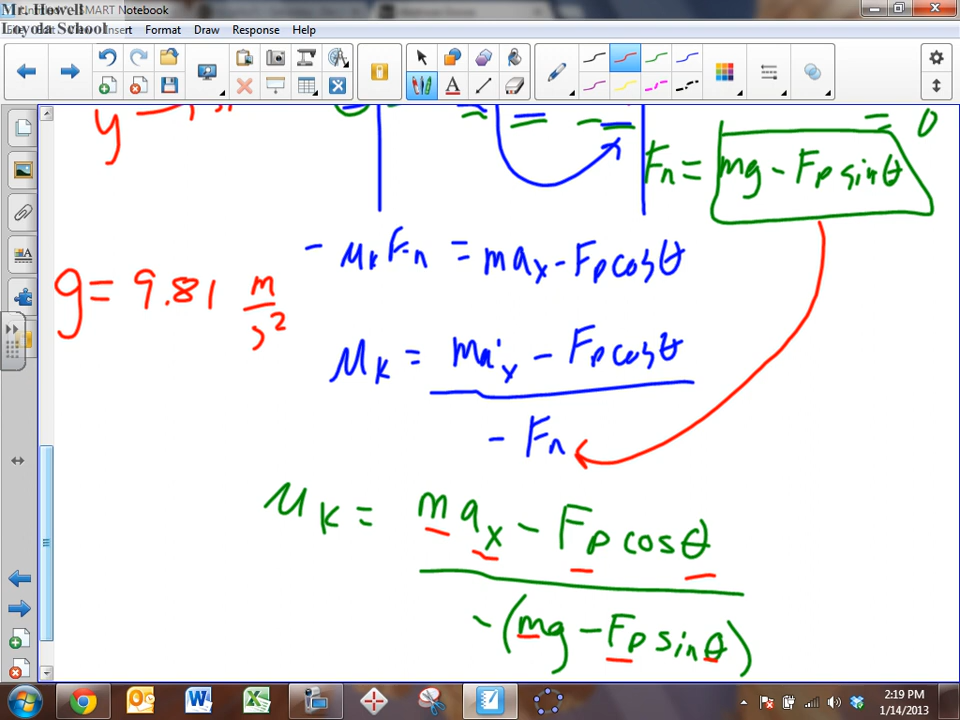 Mr. Howell
SMART Notebook
Loyola School
Insert Format Draw Response Help
y
= 0
Fn = mg - Fp sinθ
- μk Fn = max - Fp cosθ
g = 9.81 m/s²
μk = max - Fp cosθ
- Fn
μk = max - Fp cosθ
-(mg - Fp sinθ)
2:19 PM
1/14/2013